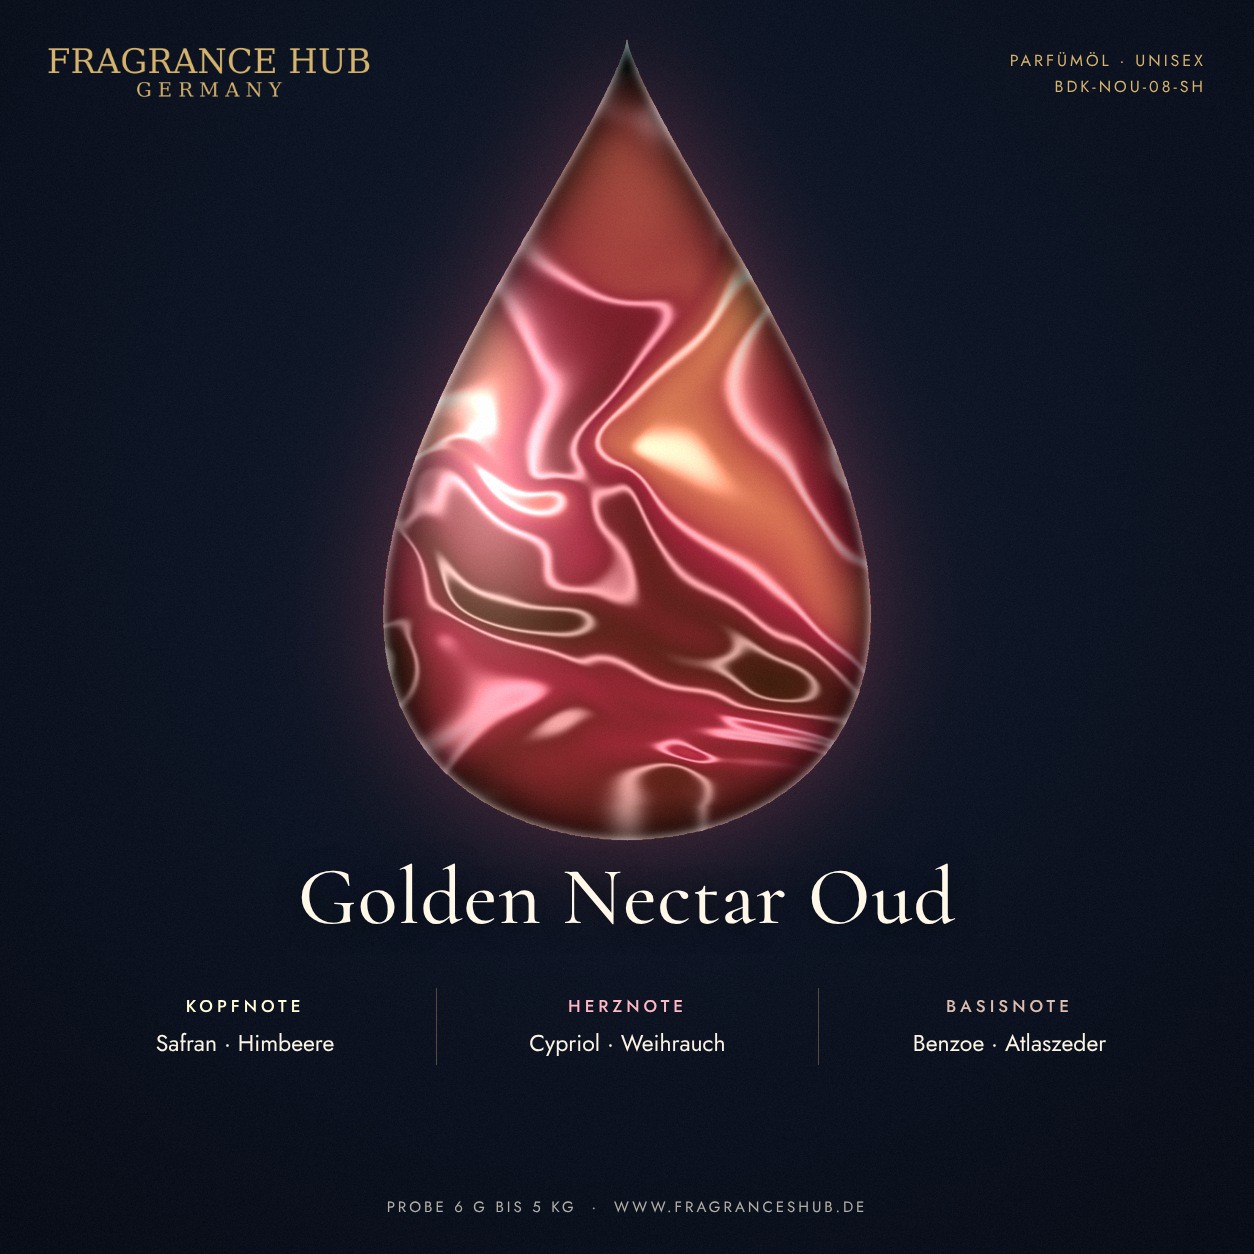 FRAGRANCE HUB
GERMANY
PARFÜMÖL · UNISEX
BDK-NOU-08-SH
Golden Nectar Oud
KOPFNOTE
Safran · Himbeere
HERZNOTE
Cypriol · Weihrauch
BASISNOTE
Benzoe · Atlaszeder
PROBE 6 G BIS 5 KG · WWW.FRAGRANCESHUB.DE